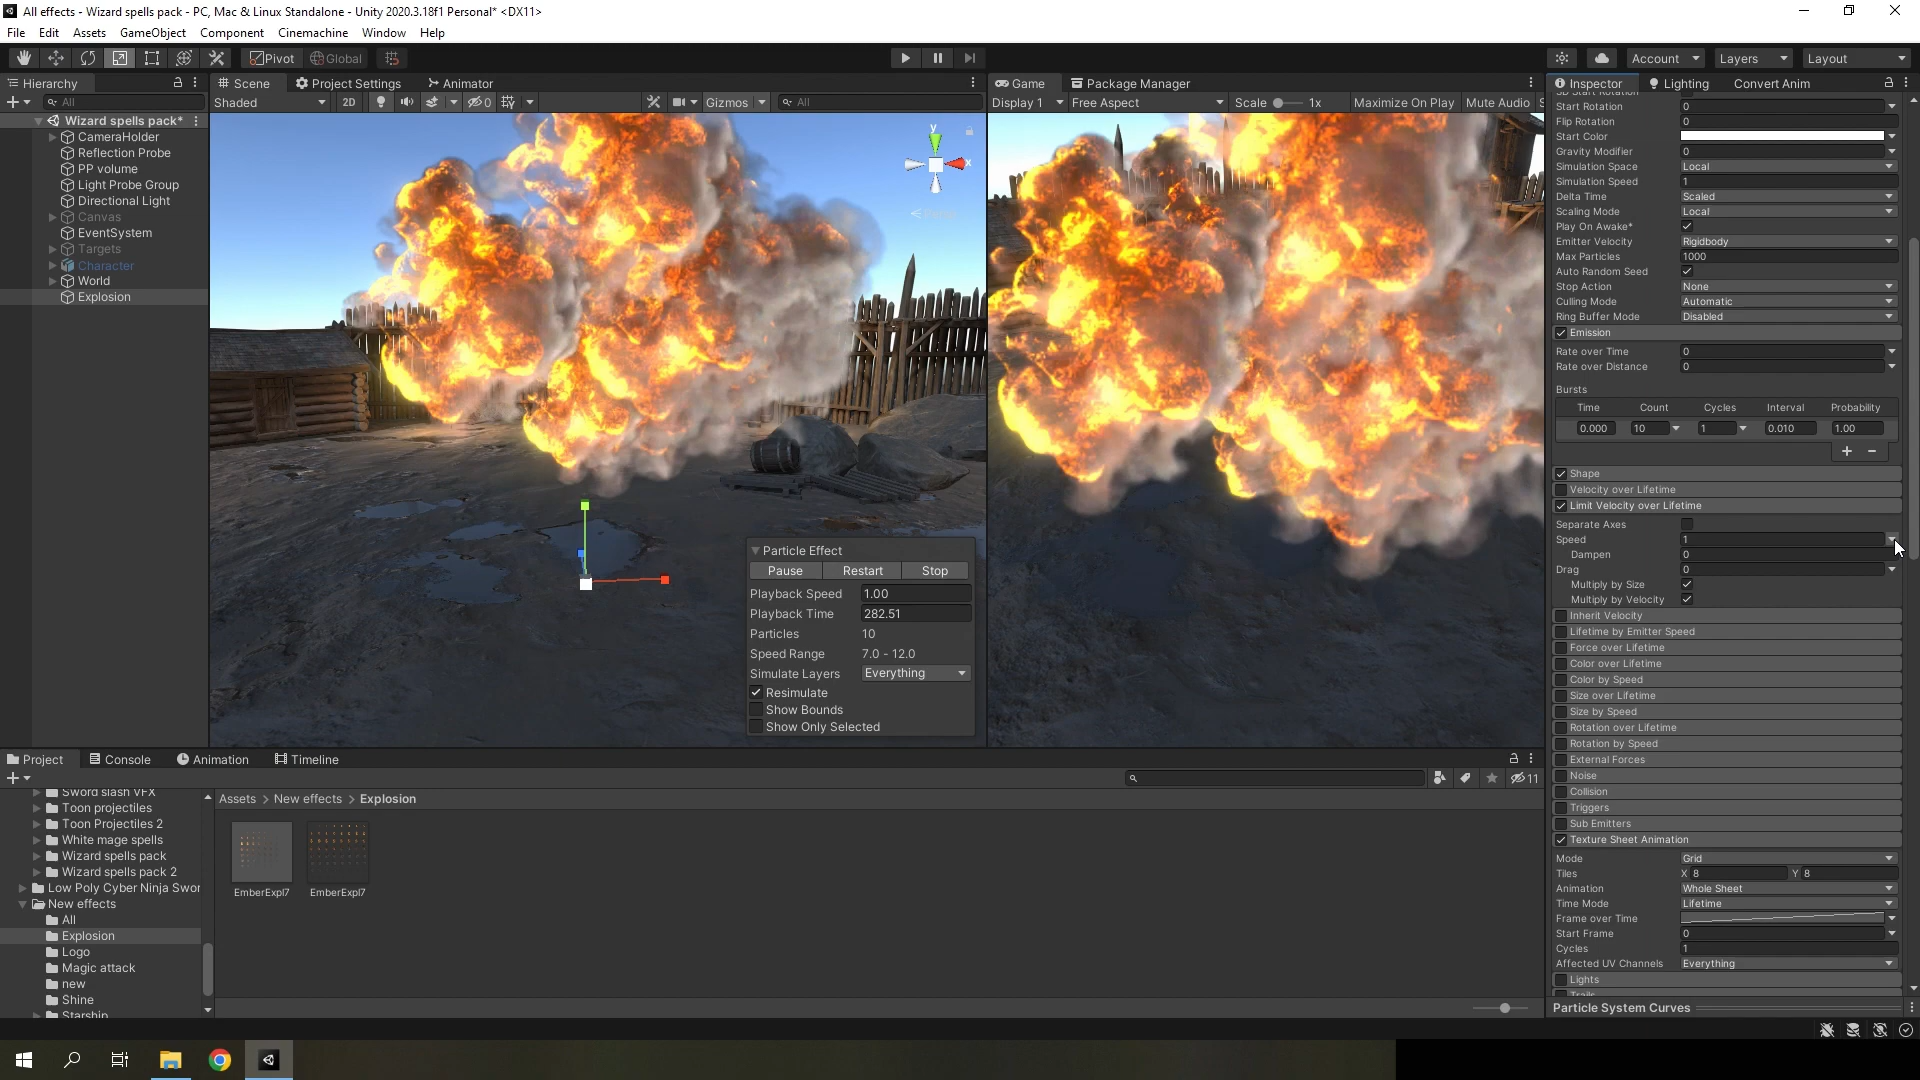 All effects - Wizard spells pack - PC, Mac & Linux Standalone - Unity 2020.3.18f1 Personal* <DX11>
File Edit Assets GameObject Component Cinemachine Window Help
Pivot Global Account Layers Layout
Hierarchy
All
Wizard spells pack*
CameraHolder
Reflection Probe
PP volume
Light Probe Group
Directional Light
Canvas
EventSystem
Targets
Character
World
Explosion
Scene Project Settings Animator
Shaded 2D 0 Gizmos All
y
x
Particle Effect
Pause Restart Stop
Playback Speed 1.00
Playback Time 282.51
Particles 10
Speed Range 7.0 - 12.0
Simulate Layers Everything
Resimulate
Show Bounds
Show Only Selected
Game Package Manager
Display 1 Free Aspect Scale 1x Maximize On Play Mute Audio S
Inspector Lighting Convert Anim
3D Start Rotation
Start Rotation 0
Flip Rotation 0
Start Color
Gravity Modifier 0
Simulation Space Local
Simulation Speed 1
Delta Time Scaled
Scaling Mode Local
Play On Awake*
Emitter Velocity Rigidbody
Max Particles 1000
Auto Random Seed
Stop Action None
Culling Mode Automatic
Ring Buffer Mode Disabled
Emission
Rate over Time 0
Rate over Distance 0
Bursts
Time Count Cycles Interval Probability
0.000 10 1 0.010 1.00
Shape
Velocity over Lifetime
Limit Velocity over Lifetime
Separate Axes
Speed 1
Dampen 0
Drag 0
Multiply by Size
Multiply by Velocity
Inherit Velocity
Lifetime by Emitter Speed
Force over Lifetime
Color over Lifetime
Color by Speed
Size over Lifetime
Size by Speed
Rotation over Lifetime
Rotation by Speed
External Forces
Noise
Collision
Triggers
Sub Emitters
Texture Sheet Animation
Mode Grid
Tiles X 8 Y 8
Animation Whole Sheet
Time Mode Lifetime
Frame over Time
Start Frame 0
Cycles 1
Affected UV Channels Everything
Lights
Trails
Particle System Curves
Project Console Animation Timeline
11
Sword slash VFX
Toon projectiles
Toon Projectiles 2
White mage spells
Wizard spells pack
Wizard spells pack 2
Low Poly Cyber Ninja Swor
New effects
All
Explosion
Logo
Magic attack
new
Shine
Starship
Assets > New effects > Explosion
EmberExpl7 EmberExpl7